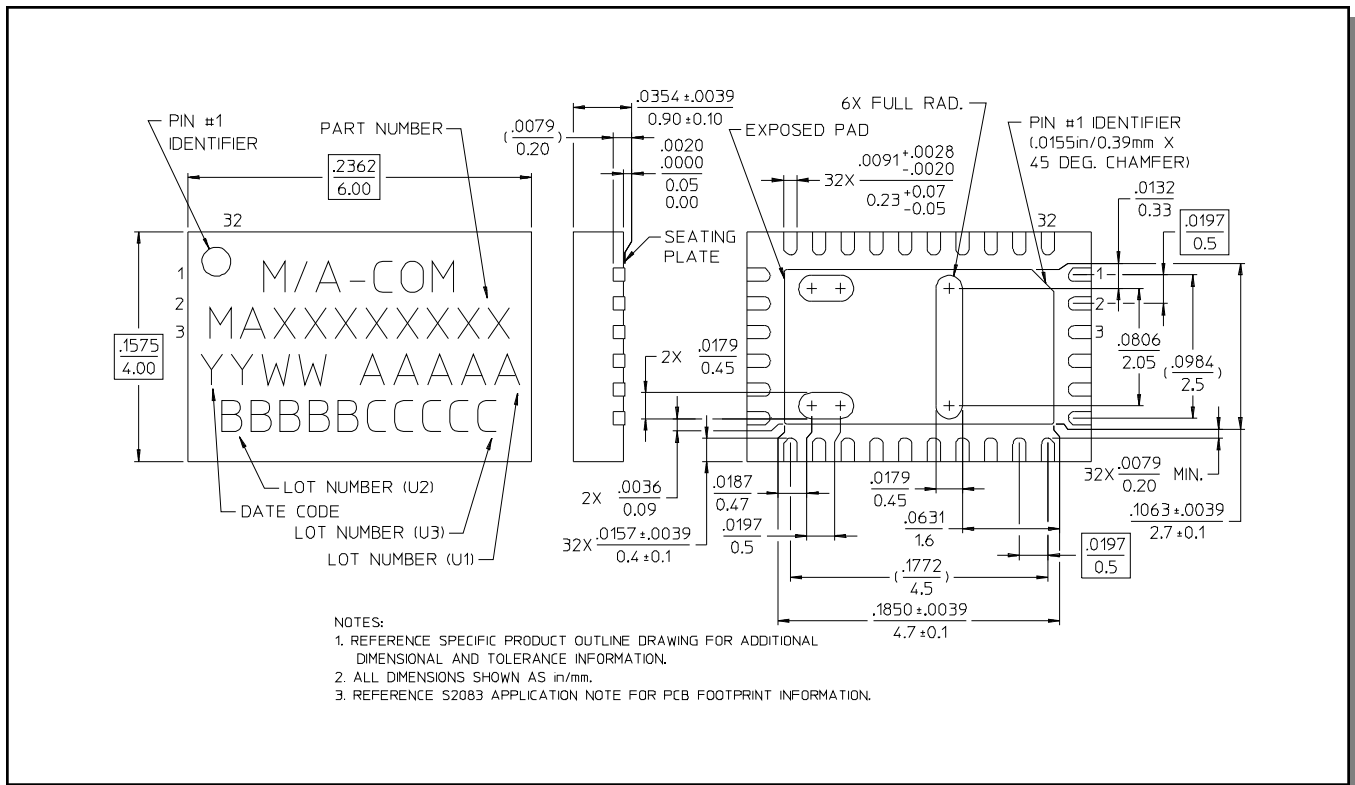 PIN #1
IDENTIFIER
PART NUMBER
.2362
6.00
32
1
2
3
.1575
4.00
M/A-COM
MAXXXXXXXXX
YYWW AAAAA
BBBBBCCCCC
LOT NUMBER (U2)
DATE CODE
LOT NUMBER (U3)
LOT NUMBER (U1)
.0354 ±.0039
0.90 ±0.10
(.0079
0.20)
.0020
.0000
0.05
0.00
SEATING
PLATE
EXPOSED PAD
6X FULL RAD.
32X .0091 +.0028
-.0020
0.23 +0.07
-0.05
PIN #1 IDENTIFIER
(.0155in/0.39mm X
45 DEG. CHAMFER)
32
.0132
0.33
.0197
0.5
1
2
3
.0806
2.05
(.0984
2.5)
2X .0179
0.45
2X .0036
0.09
32X .0157 ±.0039
0.4 ±0.1
.0187
0.47
.0197
0.5
.0179
0.45
.0631
1.6
32X .0079
0.20 MIN.
.1063 ±.0039
2.7 ±0.1
.0197
0.5
(.1772
4.5)
.1850 ±.0039
4.7 ±0.1
NOTES:
1. REFERENCE SPECIFIC PRODUCT OUTLINE DRAWING FOR ADDITIONAL
DIMENSIONAL AND TOLERANCE INFORMATION.
2. ALL DIMENSIONS SHOWN AS in/mm.
3. REFERENCE S2083 APPLICATION NOTE FOR PCB FOOTPRINT INFORMATION.